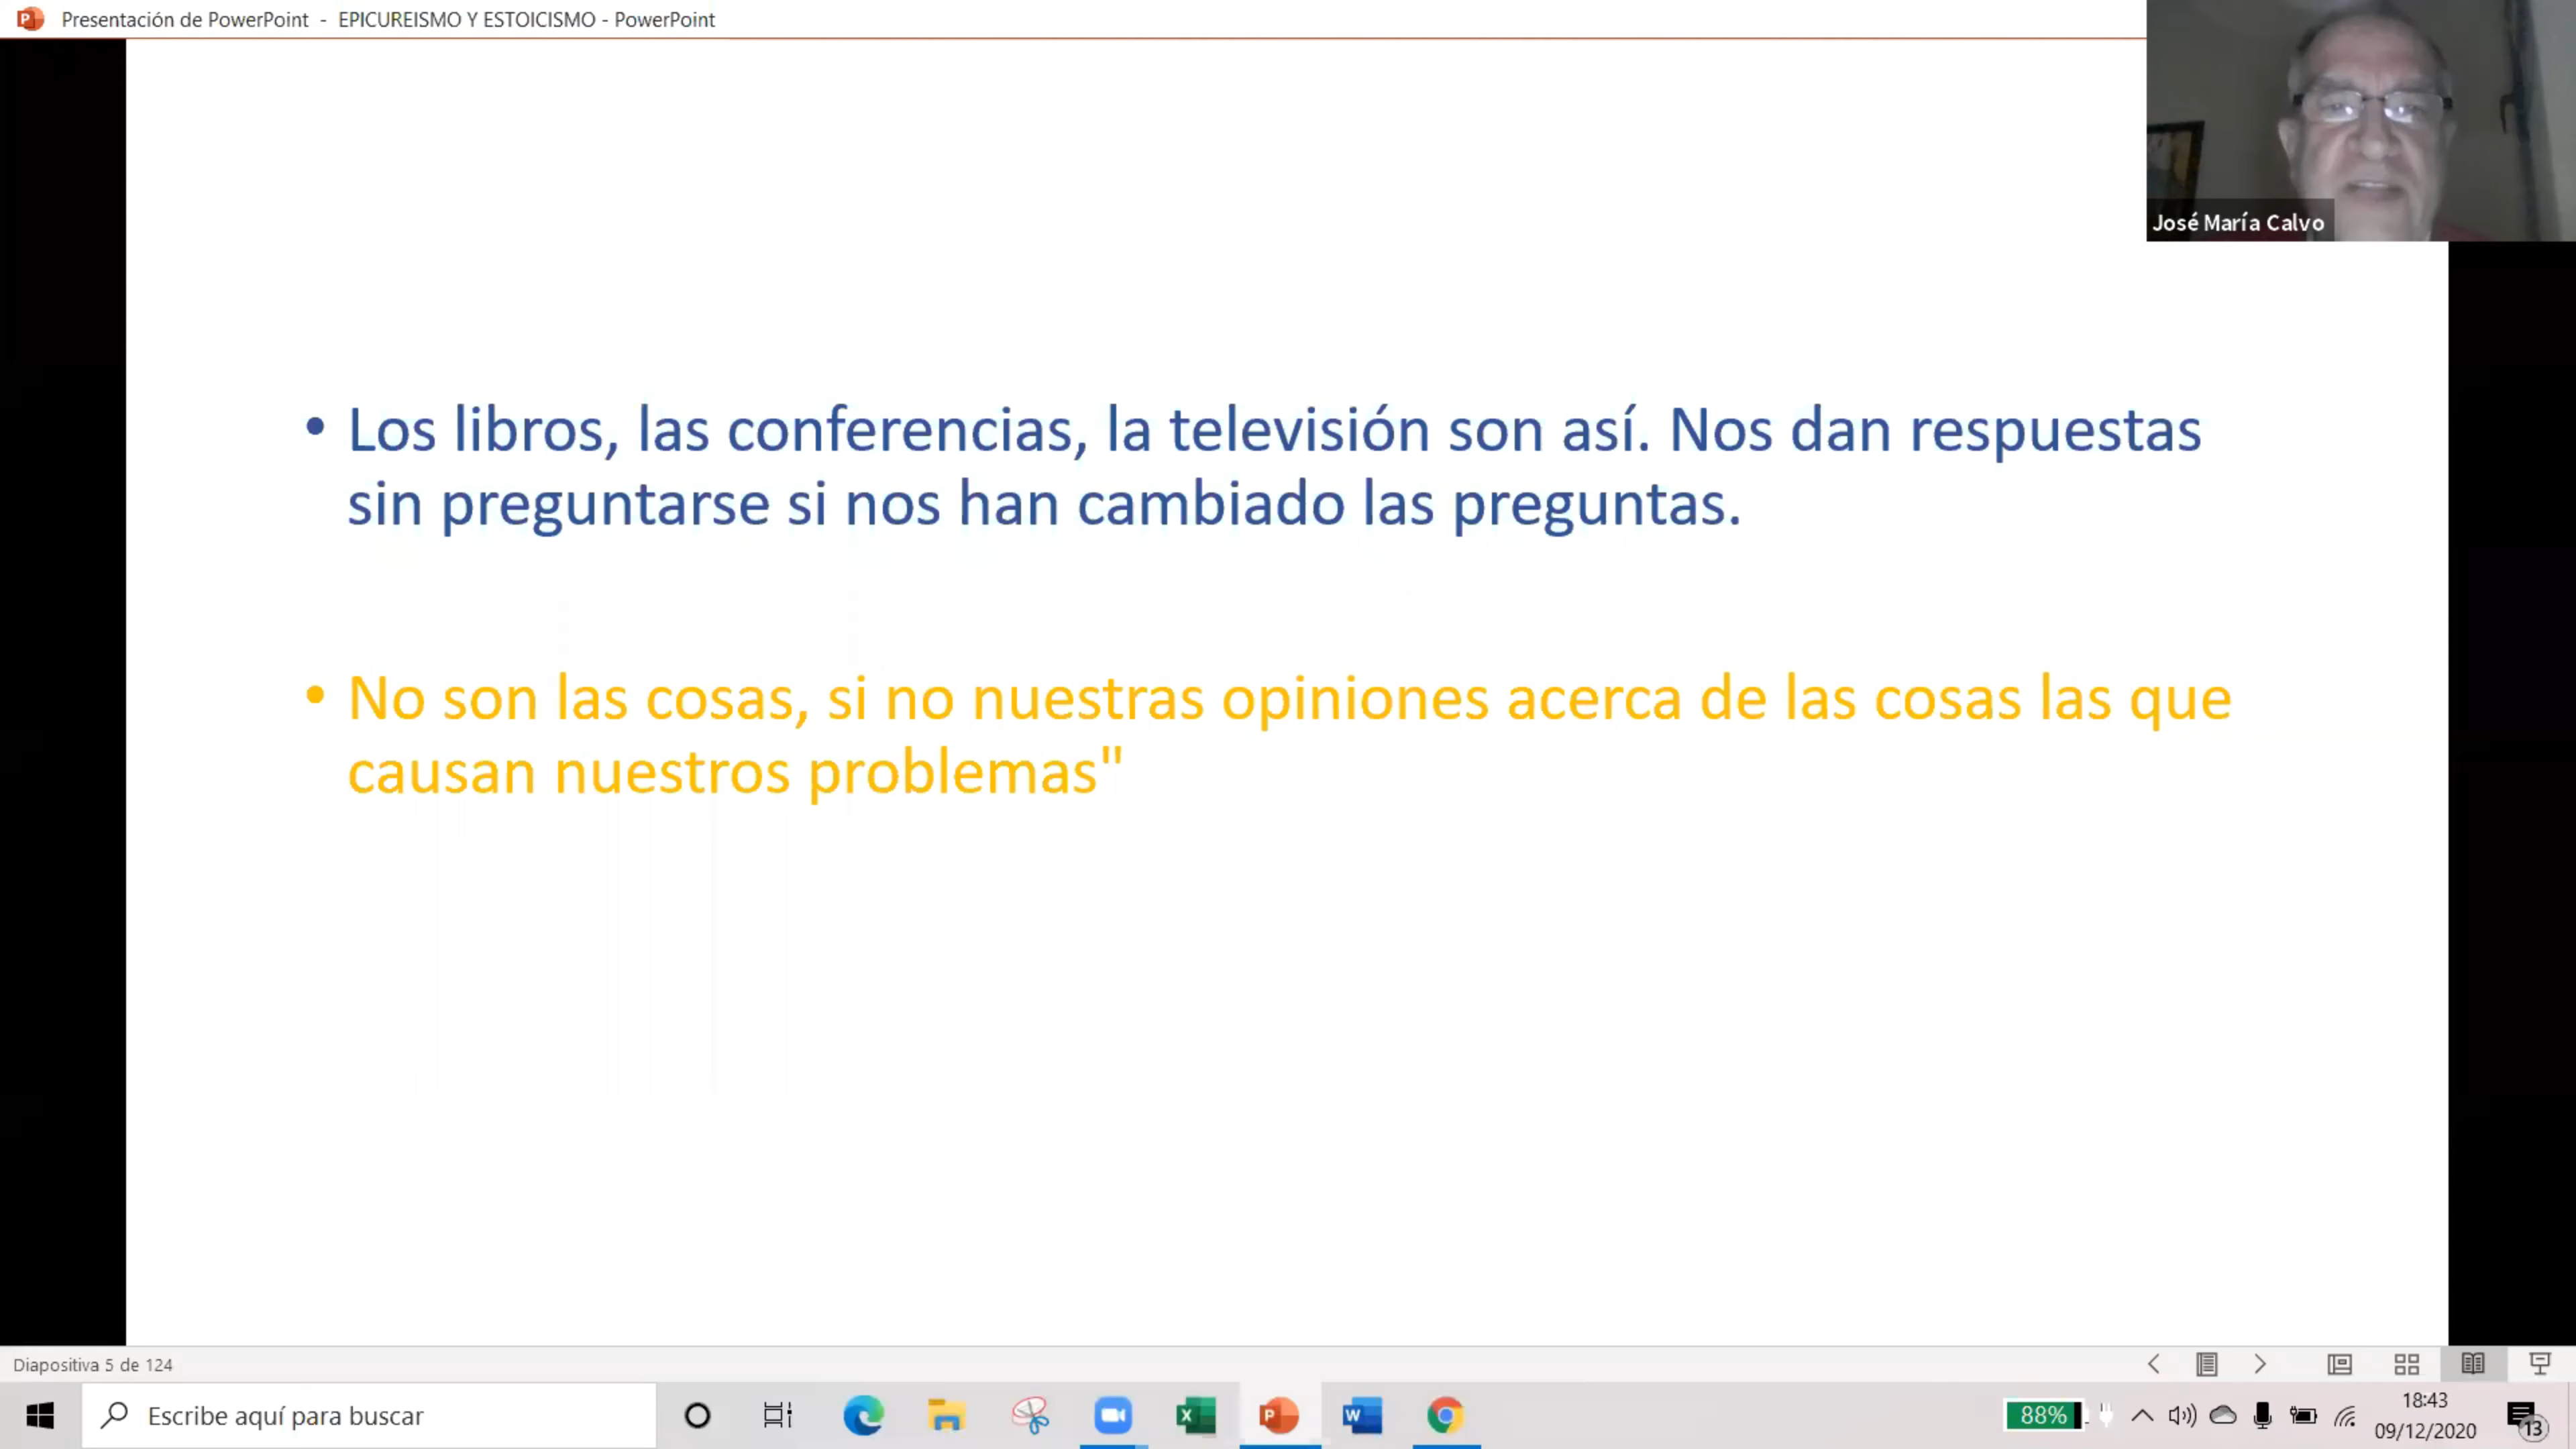 Presentación de PowerPoint - EPICUREISMO Y ESTOICISMO - PowerPoint
José María Calvo
• Los libros, las conferencias, la televisión son así. Nos dan respuestas
sin preguntarse si nos han cambiado las preguntas.
• No son las cosas, si no nuestras opiniones acerca de las cosas las que
causan nuestros problemas"
Diapositiva 5 de 124
Escribe aquí para buscar
88%
18:43
09/12/2020
13